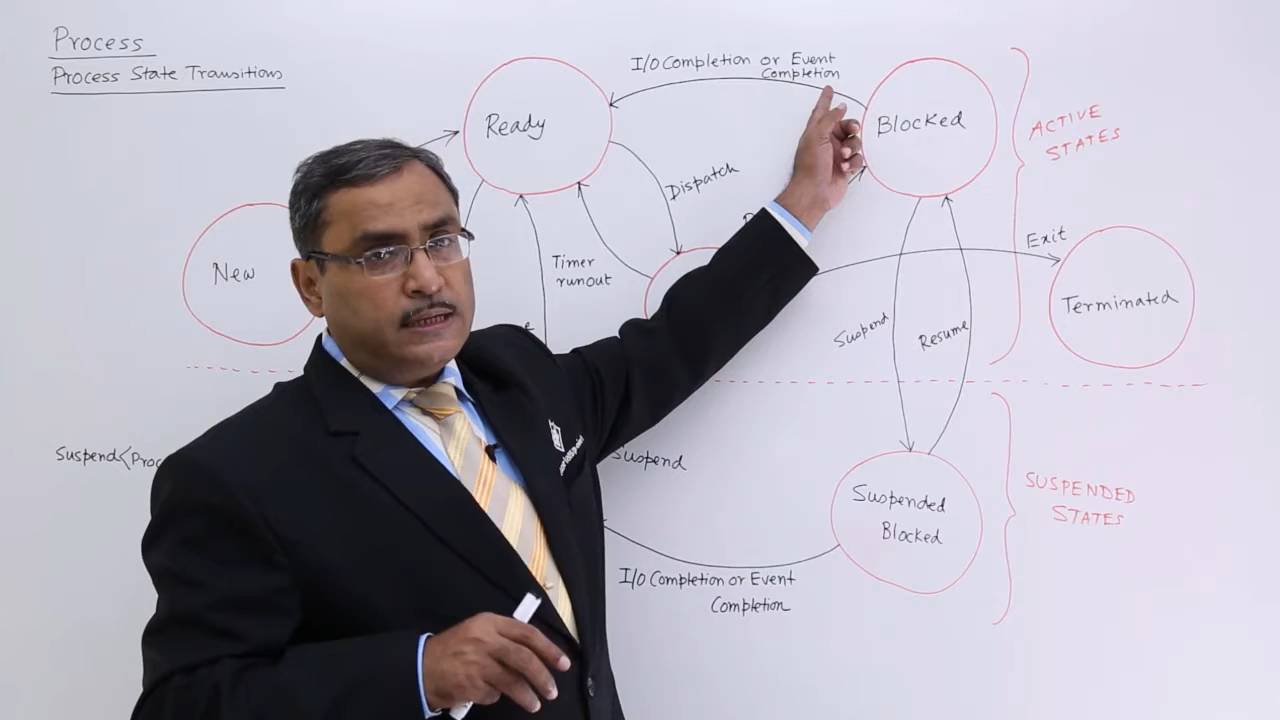 Process
Process State Transitions
I/O Completion or Event
Completion
Ready
Blocked
ACTIVE
STATES
Dispatch
New
Timer
runout
Exit
Terminated
Suspend
Resume
Suspend
Suspend
Suspended
Blocked
SUSPENDED
STATES
I/O Completion or Event
Completion